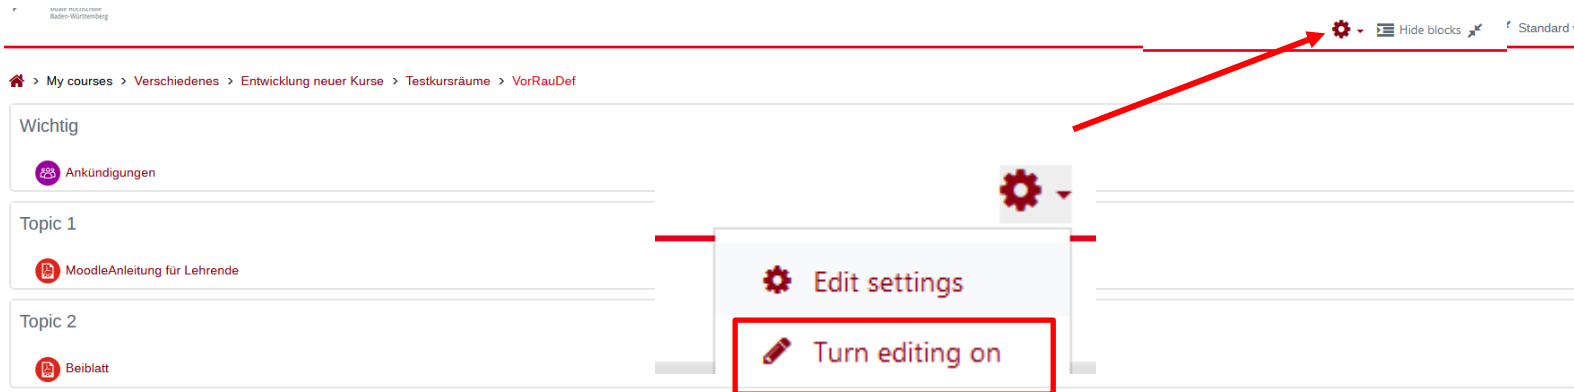 Duale Hochschule
Baden-Württemberg
Hide blocks
Standard
My courses > Verschiedenes > Entwicklung neuer Kurse > Testkursräume > VorRauDef
Wichtig
Ankündigungen
Topic 1
MoodleAnleitung für Lehrende
Topic 2
Beiblatt
Edit settings
Turn editing on